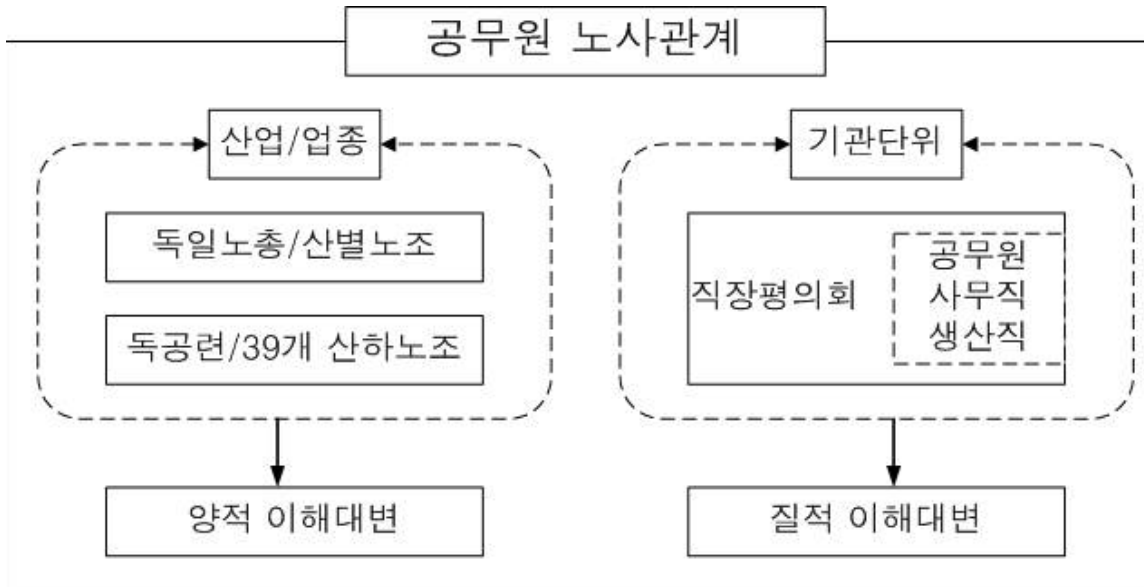 공무원 노사관계
산업/업종
독일노총/산별노조
독공련/39개 산하노조
양적 이해대변
기관단위
직장평의회
공무원
사무직
생산직
질적 이해대변